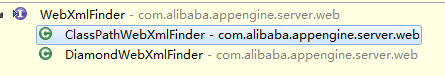 WebXmlFinder - com.alibaba.appengine.server.web
ClassPathWebXmlFinder - com.alibaba.appengine.server.web
DiamondWebXmlFinder - com.alibaba.appengine.server.web